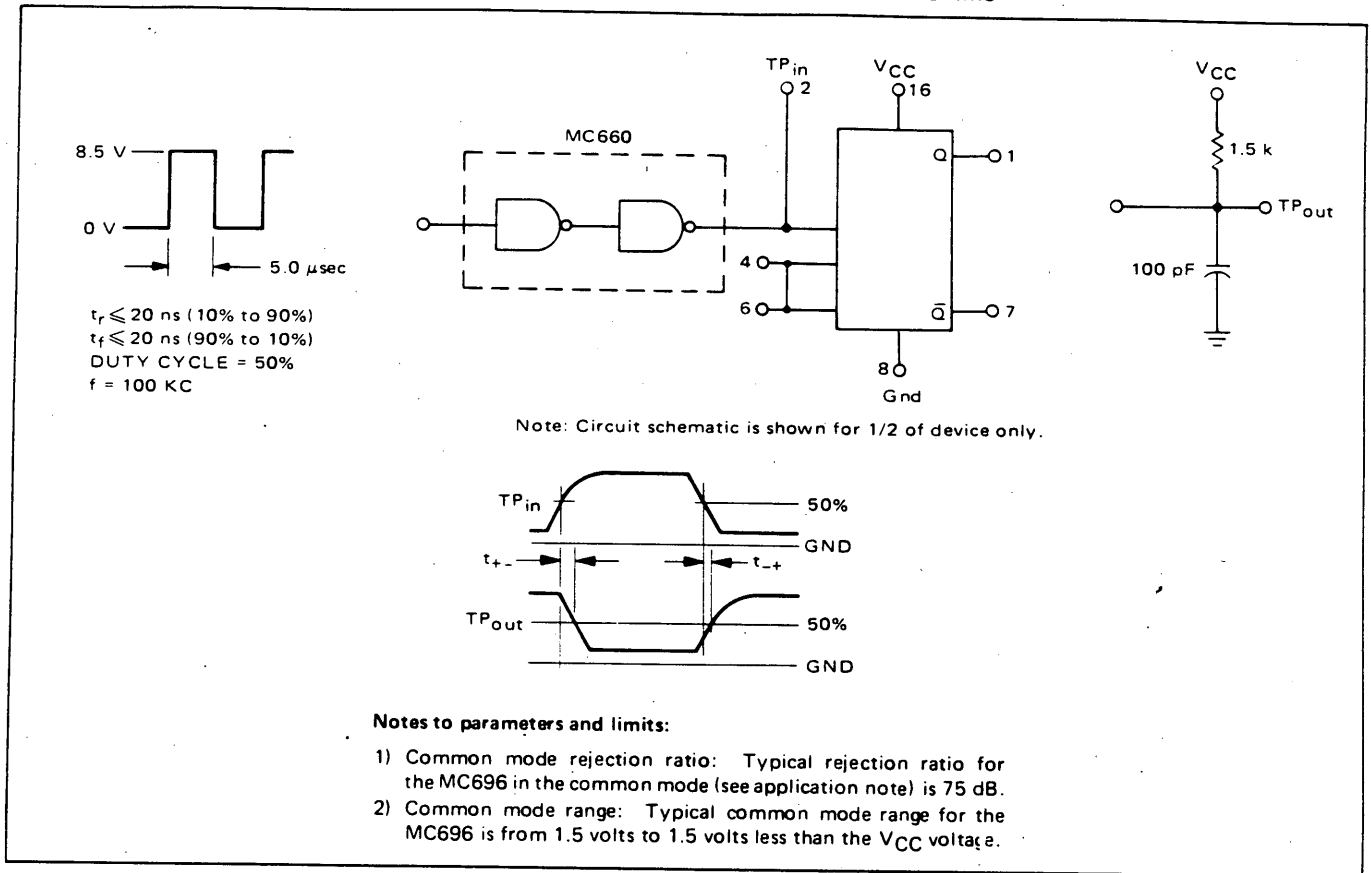 TPin
2
VCC
16
MC660
8.5 V
0 V
5.0 μsec
Q
1
4
6
Q̅
7
8
Gnd
VCC
1.5 k
TPout
100 pF
tr ≤ 20 ns (10% to 90%)
tf ≤ 20 ns (90% to 10%)
DUTY CYCLE = 50%
f = 100 KC
Note: Circuit schematic is shown for 1/2 of device only.
TPin
50%
GND
t+-
t-+
TPout
50%
GND
Notes to parameters and limits:
1) Common mode rejection ratio: Typical rejection ratio for
the MC696 in the common mode (see application note) is 75 dB.
2) Common mode range: Typical common mode range for the
MC696 is from 1.5 volts to 1.5 volts less than the VCC voltage.